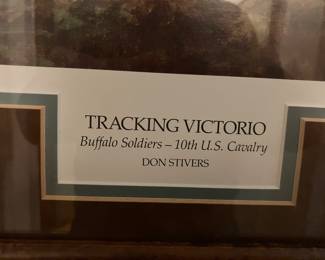 TRACKING VICTORIO
Buffalo Soldiers – 10th U.S. Cavalry
DON STIVERS